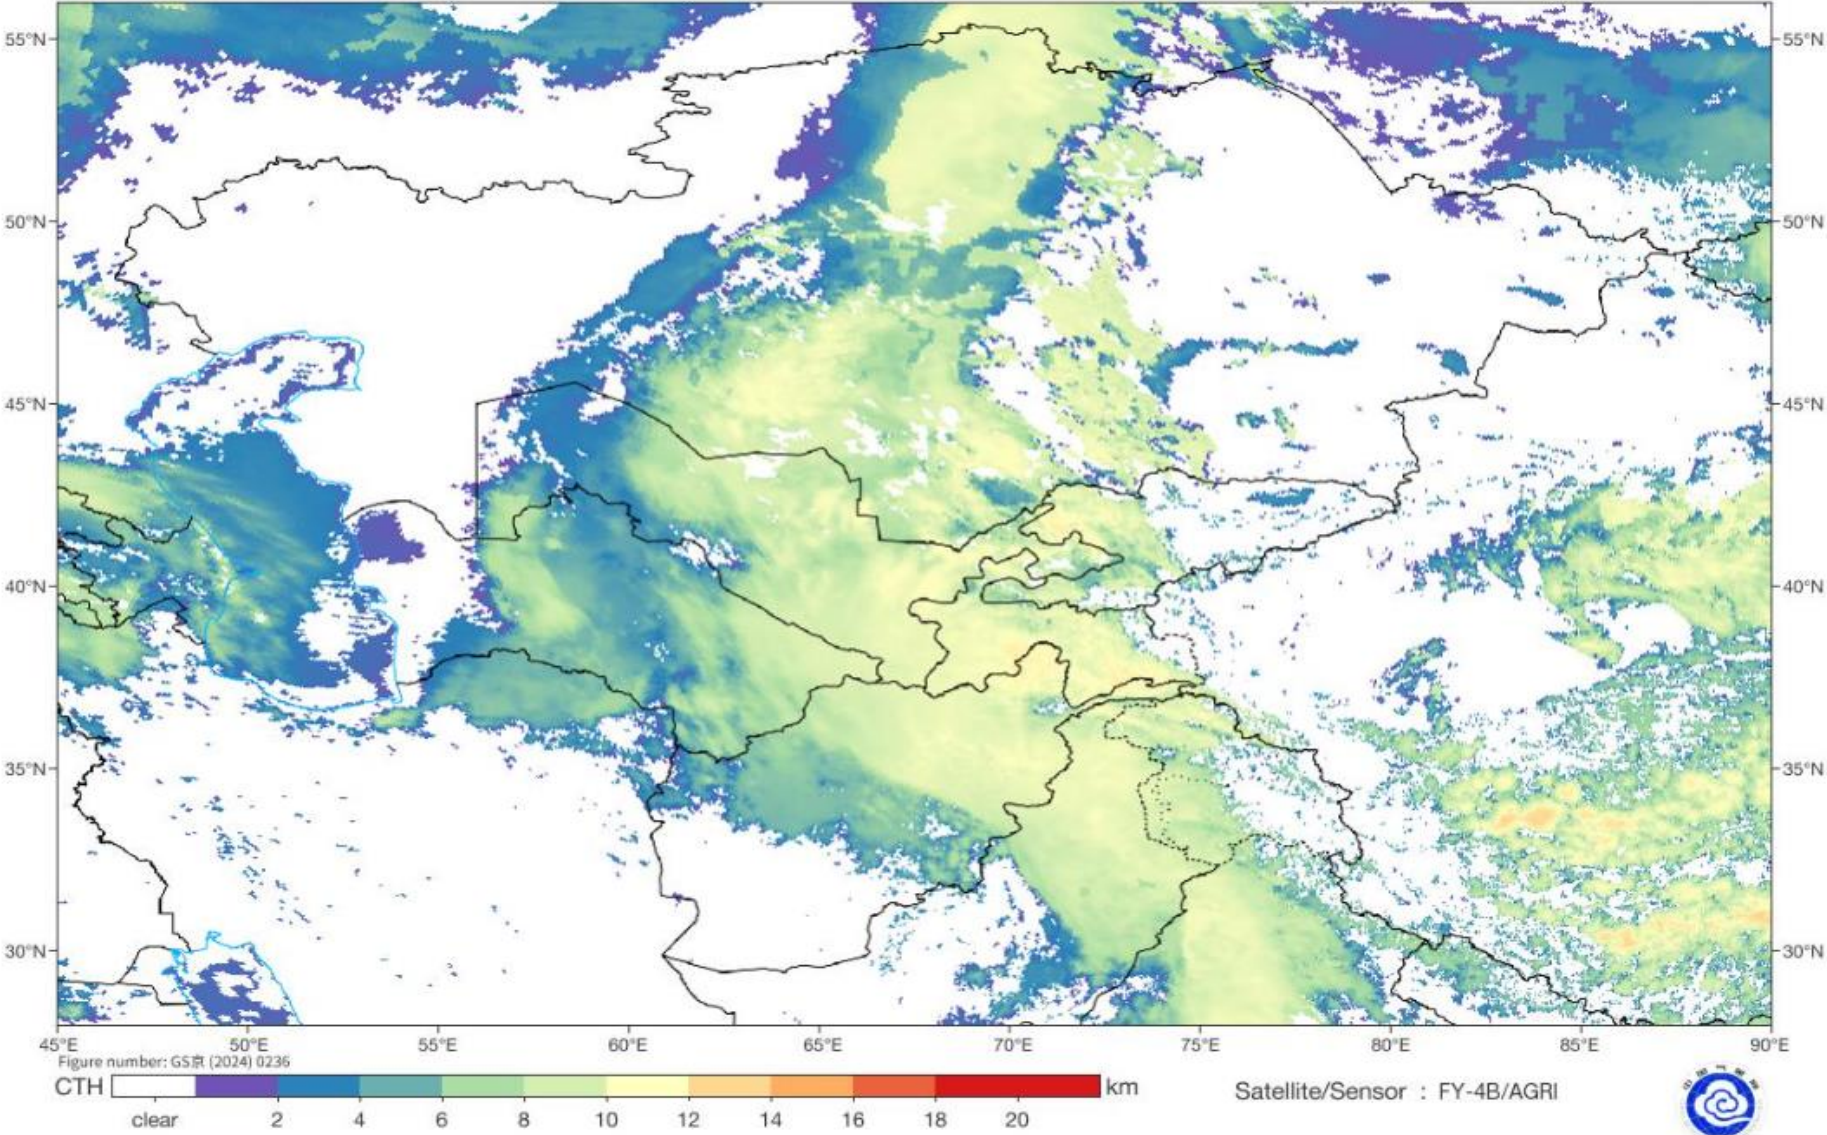 55°N
55°N
50°N
50°N
45°N
45°N
40°N
40°N
35°N
35°N
30°N
30°N
45°E 50°E 55°E 60°E 65°E 70°E 75°E 80°E 85°E 90°E
Figure number: GS京 (2024) 0236
CTH
km
clear 2 4 6 8 10 12 14 16 18 20
Satellite/Sensor : FY-4B/AGRI